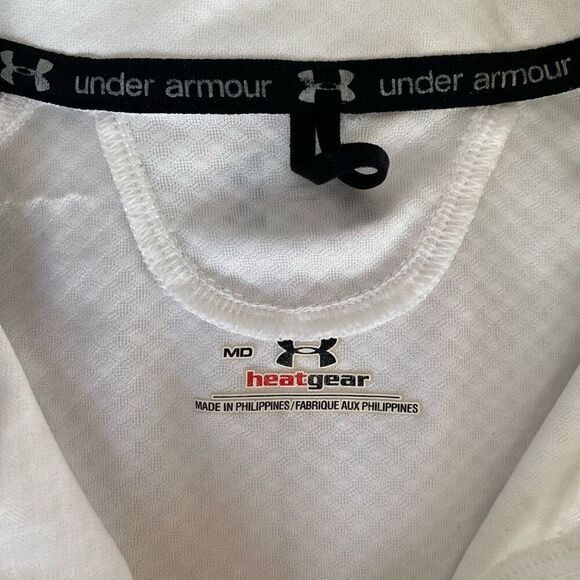 under armour under armour
MD
heatgear
MADE IN PHILIPPINES/FABRIQUE AUX PHILIPPINES